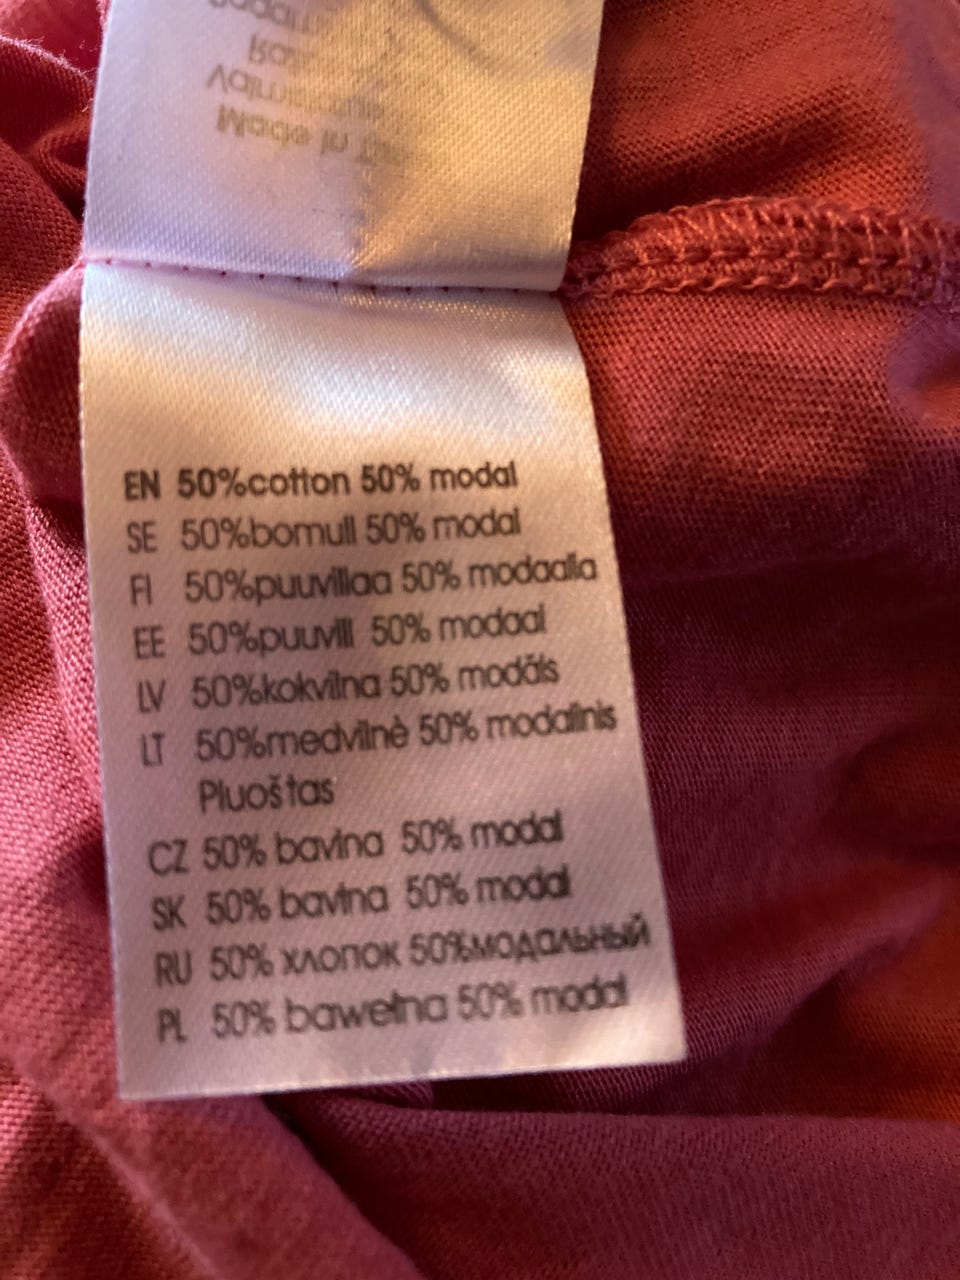 Made in
EN 50%cotton 50% modal
SE 50%bomull 50% modal
FI 50%puuvillaa 50% modaalia
EE 50%puuvill 50% modaal
LV 50%kokvilna 50% modāls
LT 50%medvilnė 50% modalinis
Pluoštas
CZ 50% bavlna 50% modal
SK 50% bavlna 50% modal
RU 50% хлопок 50%модальный
PL 50% bawełna 50% modal